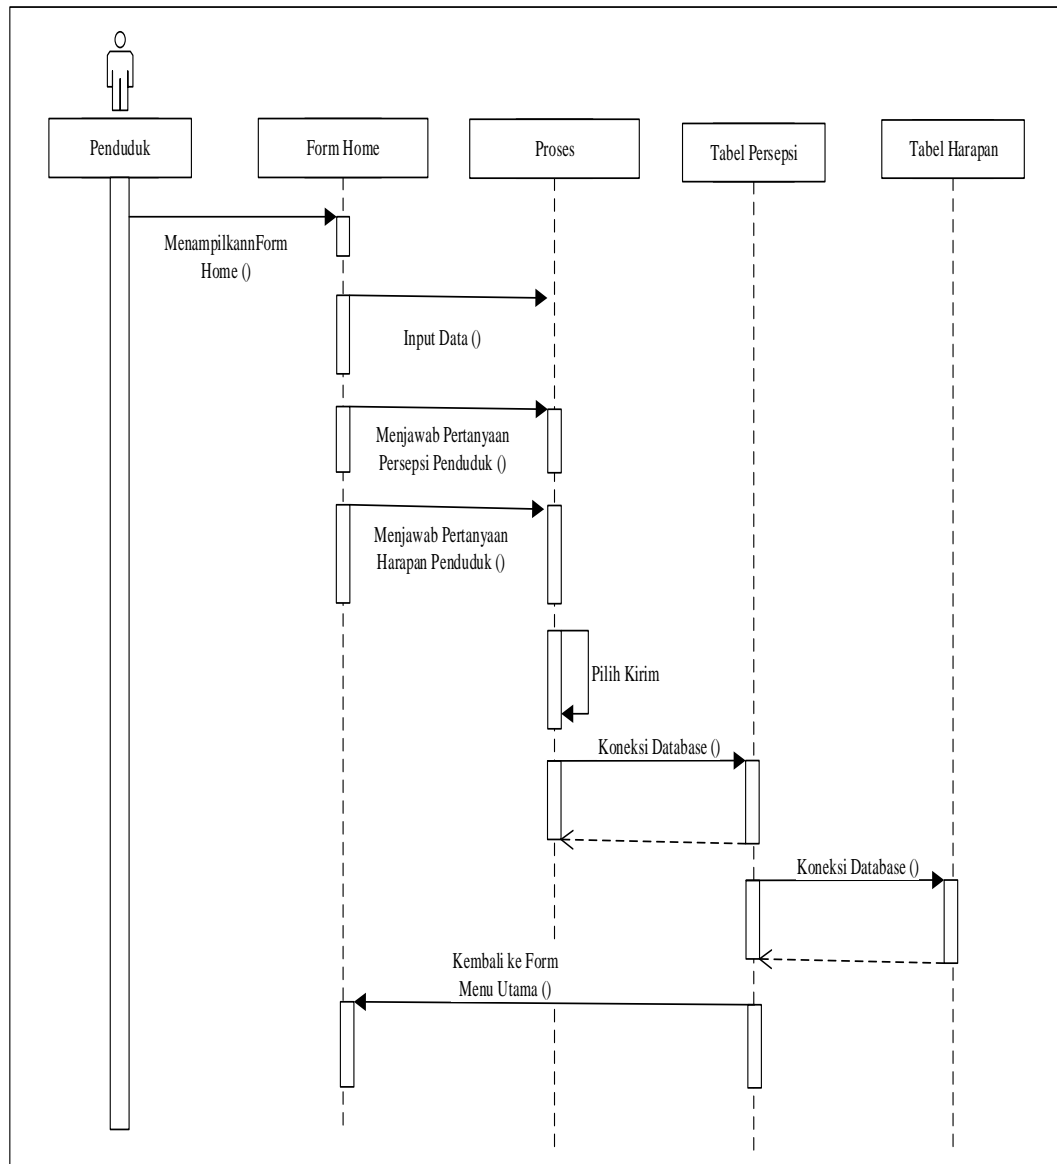 Penduduk
Form Home
Proses
Tabel Persepsi
Tabel Harapan
MenampilkannForm
Home ()
Input Data ()
Menjawab Pertanyaan
Persepsi Penduduk ()
Menjawab Pertanyaan
Harapan Penduduk ()
Pilih Kirim
Koneksi Database ()
Koneksi Database ()
Kembali ke Form
Menu Utama ()